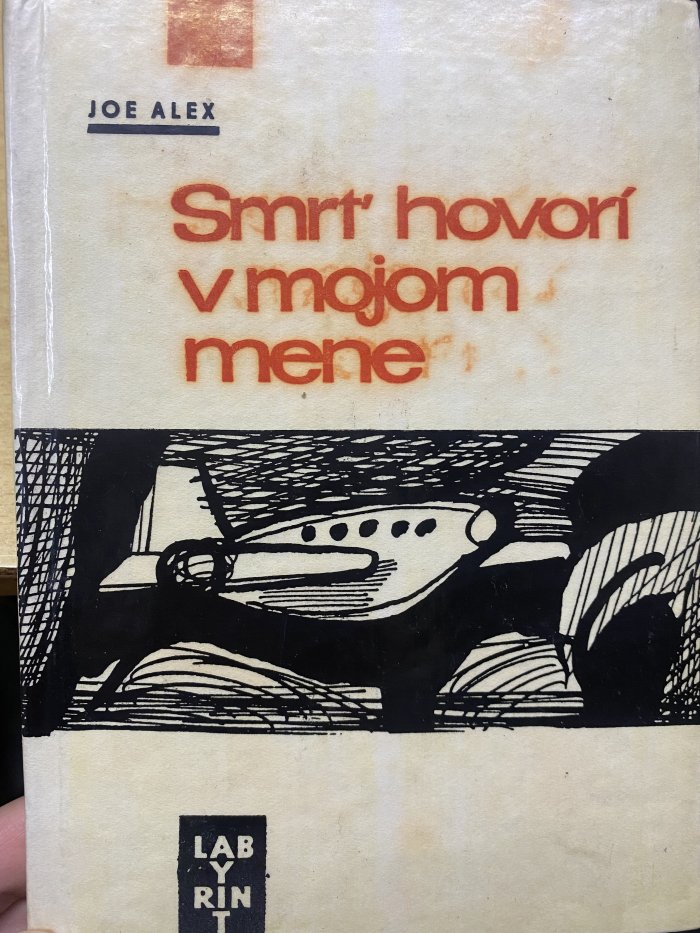 JOE ALEX
Smrť hovorí
v mojom
mene
LAB
Y
RIN
T